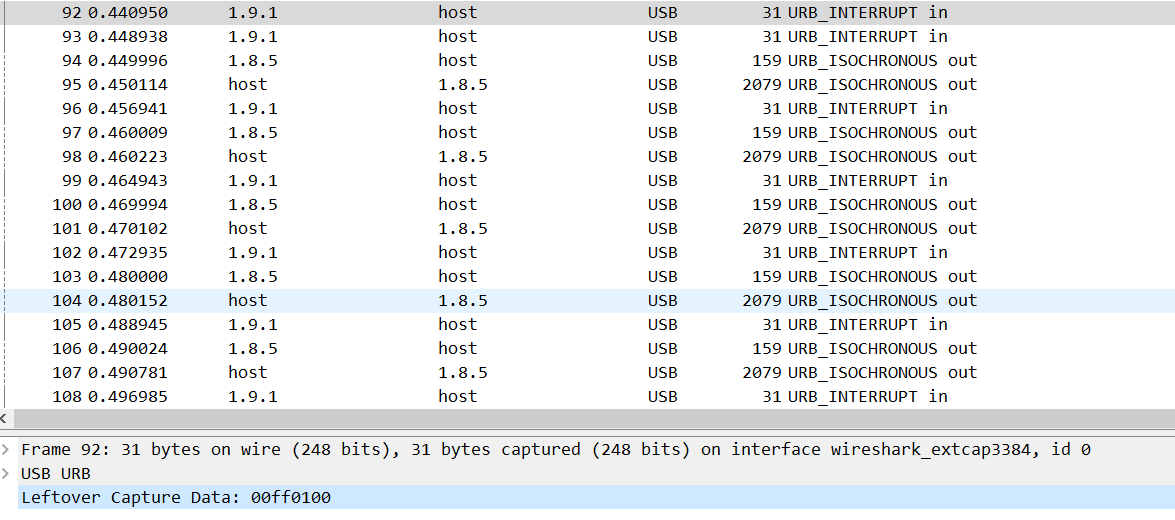 92 0.440950 1.9.1 host USB 31 URB_INTERRUPT in
93 0.448938 1.9.1 host USB 31 URB_INTERRUPT in
94 0.449996 1.8.5 host USB 159 URB_ISOCHRONOUS out
95 0.450114 host 1.8.5 USB 2079 URB_ISOCHRONOUS out
96 0.456941 1.9.1 host USB 31 URB_INTERRUPT in
97 0.460009 1.8.5 host USB 159 URB_ISOCHRONOUS out
98 0.460223 host 1.8.5 USB 2079 URB_ISOCHRONOUS out
99 0.464943 1.9.1 host USB 31 URB_INTERRUPT in
100 0.469994 1.8.5 host USB 159 URB_ISOCHRONOUS out
101 0.470102 host 1.8.5 USB 2079 URB_ISOCHRONOUS out
102 0.472935 1.9.1 host USB 31 URB_INTERRUPT in
103 0.480000 1.8.5 host USB 159 URB_ISOCHRONOUS out
104 0.480152 host 1.8.5 USB 2079 URB_ISOCHRONOUS out
105 0.488945 1.9.1 host USB 31 URB_INTERRUPT in
106 0.490024 1.8.5 host USB 159 URB_ISOCHRONOUS out
107 0.490781 host 1.8.5 USB 2079 URB_ISOCHRONOUS out
108 0.496985 1.9.1 host USB 31 URB_INTERRUPT in
Frame 92: 31 bytes on wire (248 bits), 31 bytes captured (248 bits) on interface wireshark_extcap3384, id 0
USB URB
Leftover Capture Data: 00ff0100